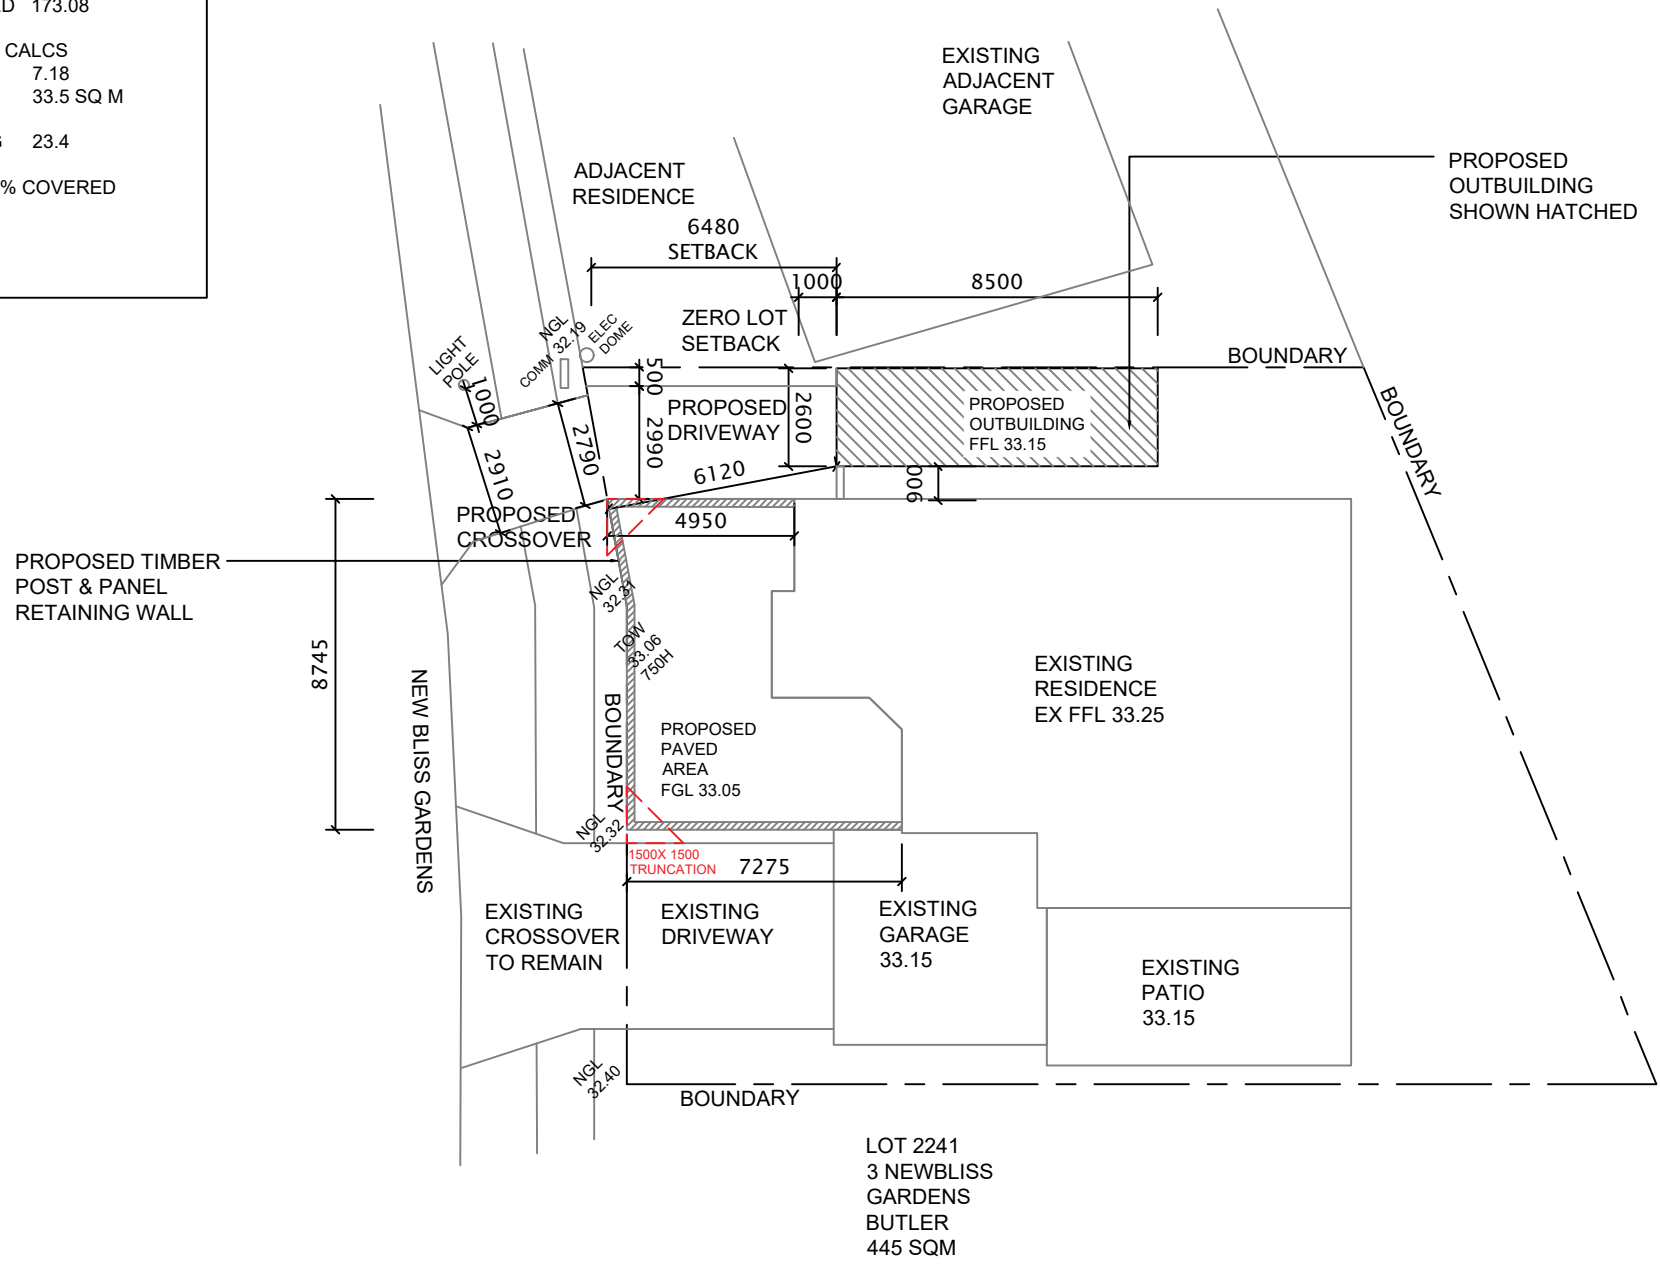 173.08
CALCS
7.18
33.5 SQ M
23.4
% COVERED
EXISTING
ADJACENT
GARAGE
PROPOSED
OUTBUILDING
SHOWN HATCHED
ADJACENT
RESIDENCE
6480
SETBACK
1000
8500
ZERO LOT
SETBACK
BOUNDARY
BOUNDARY
LIGHT
POLE
1000
COMM
NGL
32.19
ELEC
DOME
500
2990
PROPOSED
DRIVEWAY
2600
PROPOSED
OUTBUILDING
FFL 33.15
2910
2790
6120
900
PROPOSED
CROSSOVER
4950
PROPOSED TIMBER
POST & PANEL
RETAINING WALL
NGL
32.31
TOW
33.06
750H
8745
NEW BLISS GARDENS
BOUNDARY
EXISTING
RESIDENCE
EX FFL 33.25
PROPOSED
PAVED
AREA
FGL 33.05
NGL
32.32
1500X 1500
TRUNCATION
7275
EXISTING
CROSSOVER
TO REMAIN
EXISTING
DRIVEWAY
EXISTING
GARAGE
33.15
EXISTING
PATIO
33.15
NGL
32.40
BOUNDARY
LOT 2241
3 NEWBLISS
GARDENS
BUTLER
445 SQM